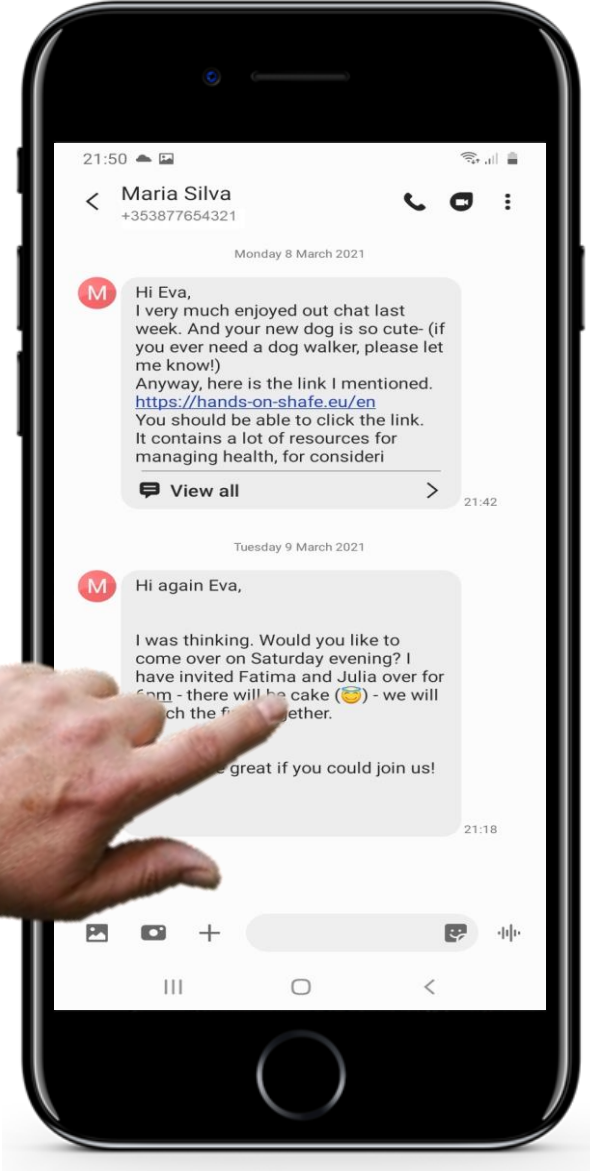 21:50
Maria Silva
+353877654321
Monday 8 March 2021
M
Hi Eva,
I very much enjoyed out chat last
week. And your new dog is so cute- (if
you ever need a dog walker, please let
me know!)
Anyway, here is the link I mentioned.
https://hands-on-shafe.eu/en
You should be able to click the link.
It contains a lot of resources for
managing health, for consideri
View all
21:42
Tuesday 9 March 2021
M
Hi again Eva,
I was thinking. Would you like to
come over on Saturday evening? I
have invited Fatima and Julia over for
6pm - there will be cake (😇) - we will
the
great if you could join us!
21:18